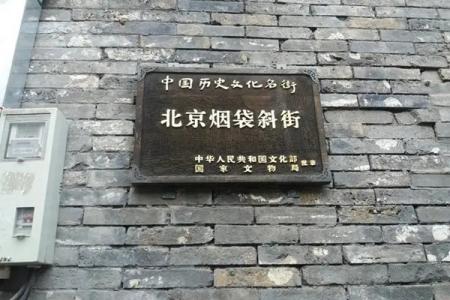 中国历史文化名街
北京烟袋斜街
中华人民共和国文化部
国家文物局